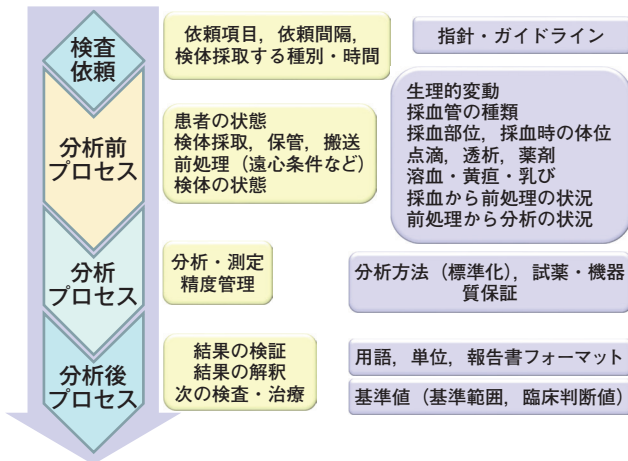 検査
依頼
依頼項目，依頼間隔，
検体採取する種別・時間
指針・ガイドライン
分析前
プロセス
患者の状態
検体採取，保管，搬送
前処理（遠心条件など）
検体の状態
生理的変動
採血管の種類
採血部位，採血時の体位
点滴，透析，薬剤
溶血・黄疸・乳び
採血から前処理の状況
前処理から分析の状況
分析
プロセス
分析・測定
精度管理
分析方法（標準化），試薬・機器
質保証
分析後
プロセス
結果の検証
結果の解釈
次の検査・治療
用語，単位，報告書フォーマット
基準値（基準範囲，臨床判断値）